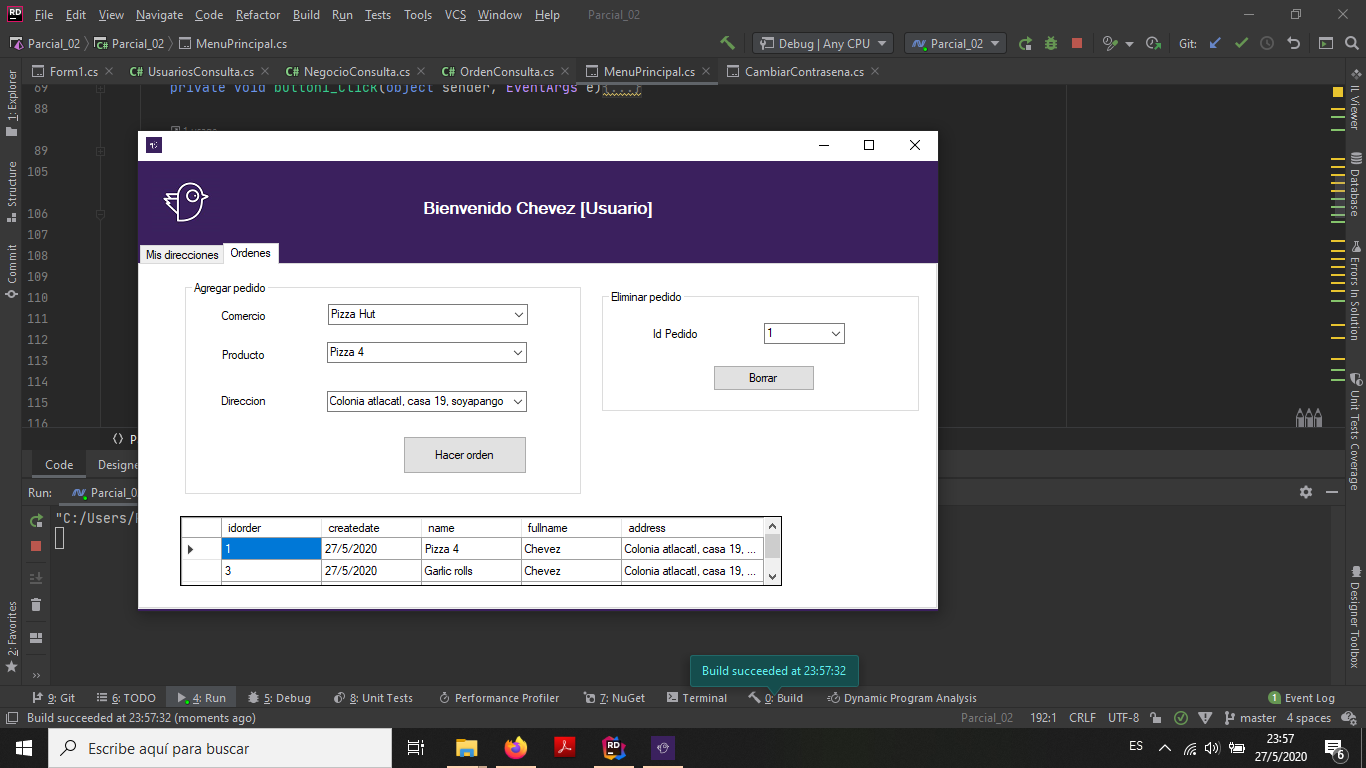 RD File Edit View Navigate Code Refactor Build Run Tests Tools VCS Window Help Parcial_02
Parcial_02 Parcial_02 MenuPrincipal.cs Debug | Any CPU Parcial_02 Git:
Form1.cs C# UsuariosConsulta.cs C# NegocioConsulta.cs C# OrdenConsulta.cs MenuPrincipal.cs CambiarContrasena.cs
69 private void button1_Click(object sender, EventArgs e){...}
88
89
105
106
107
108
109
110
111
112
113
114
115
116
1: Explorer
Structure
Commit
2: Favorites
IL Viewer
Database
Errors In Solution
Unit Tests Coverage
Designer Toolbox
Bienvenido Chevez [Usuario]
Mis direcciones Ordenes
Agregar pedido
Comercio Pizza Hut
Producto Pizza 4
Direccion Colonia atlacatl, casa 19, soyapango
Hacer orden
Eliminar pedido
Id Pedido 1
Borrar
idorder createdate name fullname address
1 27/5/2020 Pizza 4 Chevez Colonia atlacatl, casa 19, ...
3 27/5/2020 Garlic rolls Chevez Colonia atlacatl, casa 19, ...
Code Designe
Run: Parcial_0
"C:/Users/
Build succeeded at 23:57:32
9: Git 6: TODO 4: Run 5: Debug 8: Unit Tests Performance Profiler 7: NuGet Terminal 0: Build Dynamic Program Analysis 1 Event Log
Build succeeded at 23:57:32 (moments ago) Parcial_02 192:1 CRLF UTF-8 master 4 spaces
Escribe aquí para buscar
RD
ES
23:57
27/5/2020
6